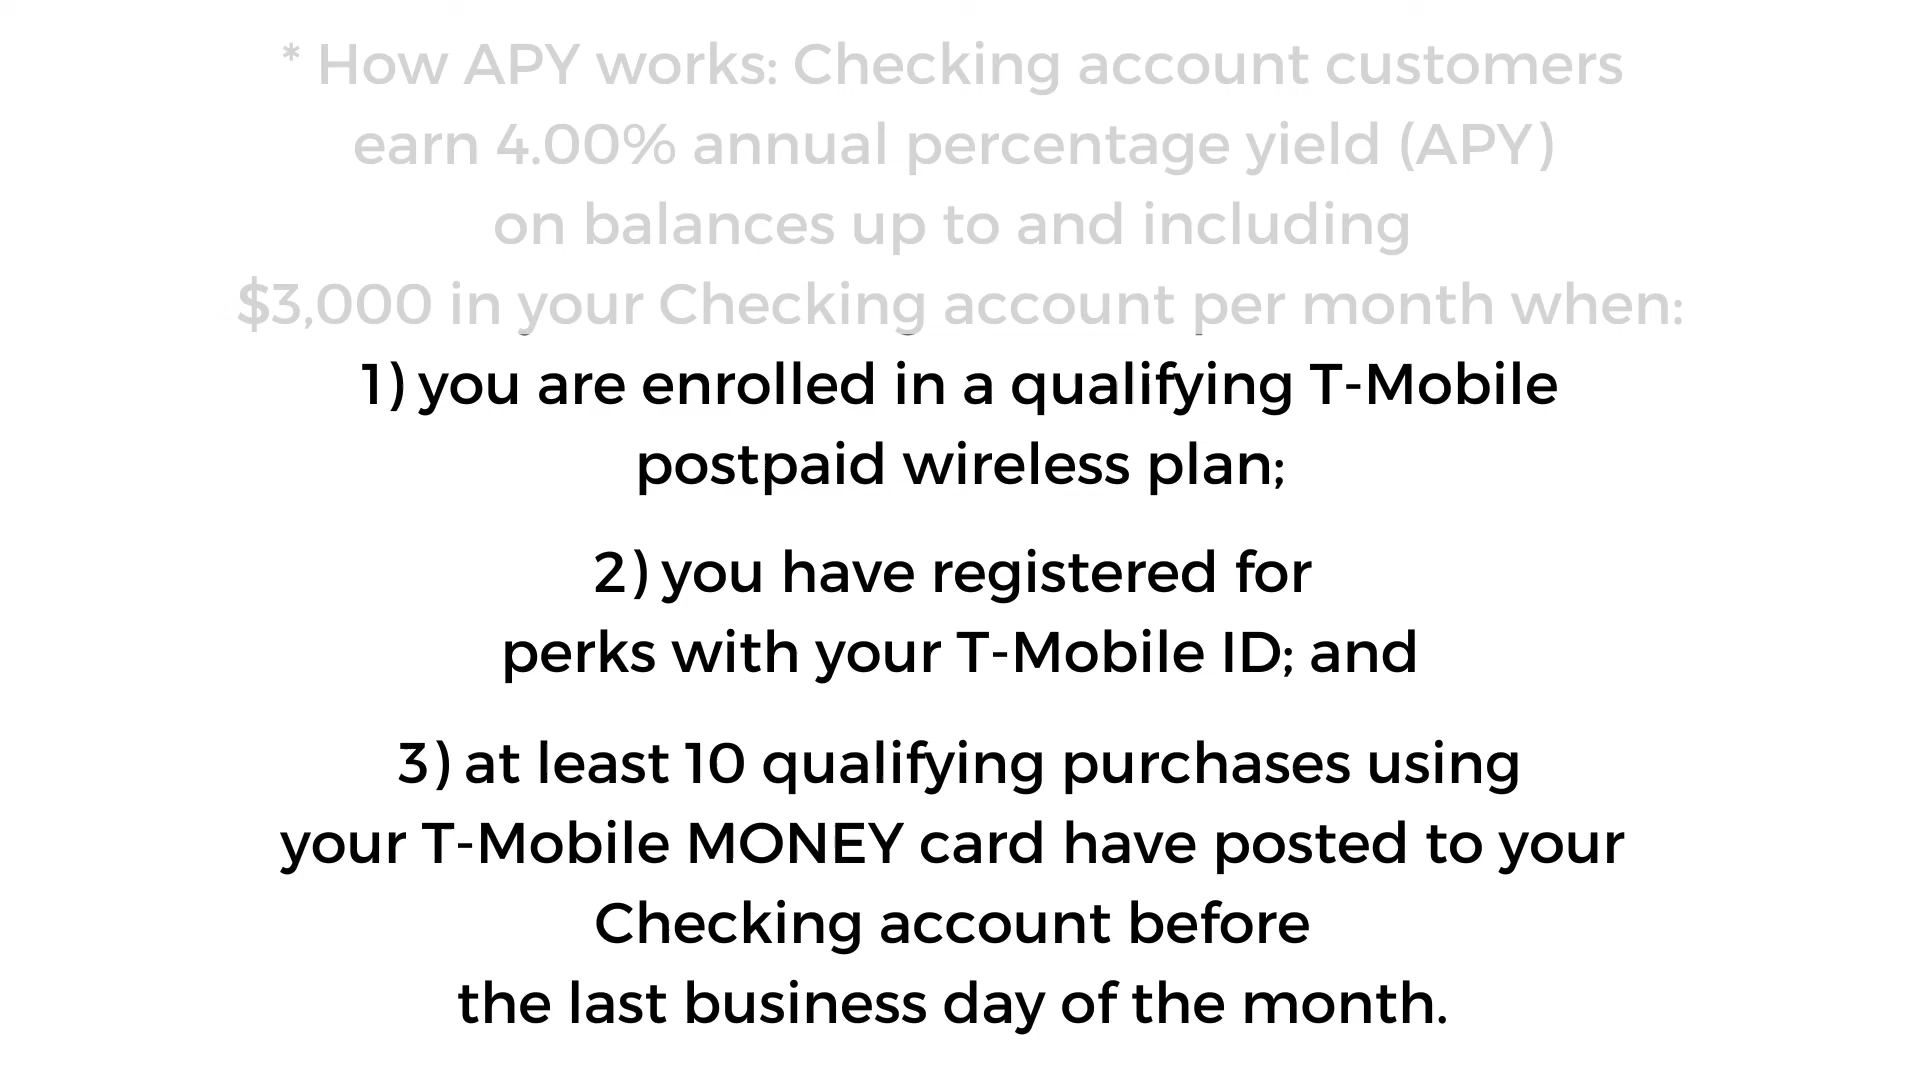 * How APY works: Checking account customers
earn 4.00% annual percentage yield (APY)
on balances up to and including
$3,000 in your Checking account per month when:
1) you are enrolled in a qualifying T-Mobile
postpaid wireless plan;
2) you have registered for
perks with your T-Mobile ID; and
3) at least 10 qualifying purchases using
your T-Mobile MONEY card have posted to your
Checking account before
the last business day of the month.